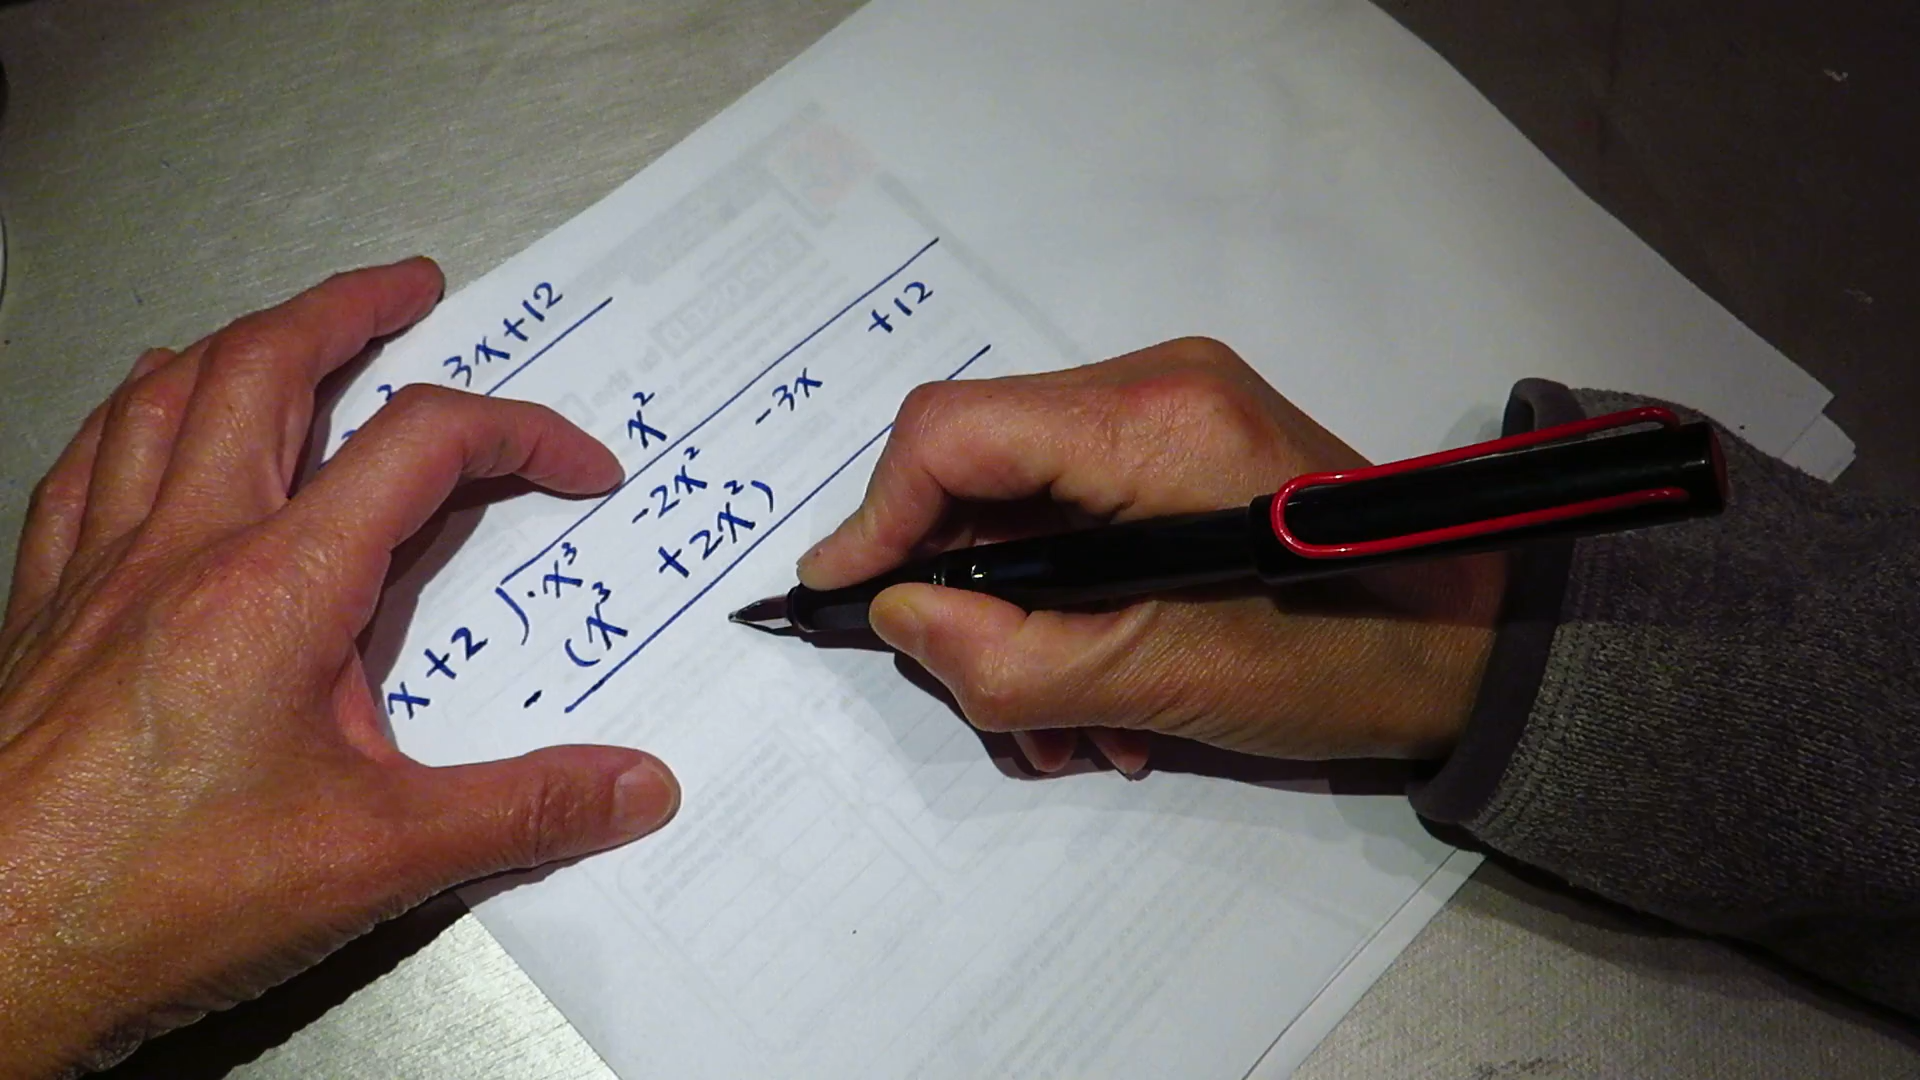 3x+12
x²
x+2 ) x³ -2x² -3x +12
- (x³ +2x²)